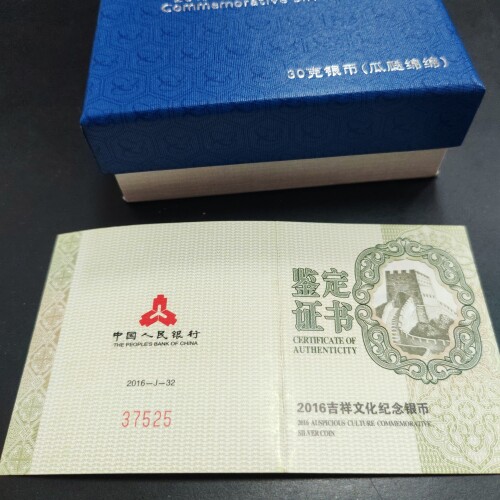 Commemorative
30克银币(瓜瓞绵绵)
中国人民银行
THE PEOPLE'S BANK OF CHINA
2016-J-32
37525
鉴定
证书
CERTIFICATE OF
AUTHENTICITY
2016吉祥文化纪念银币
2016 AUSPICIOUS CULTURE COMMEMORATIVE
SILVER COIN